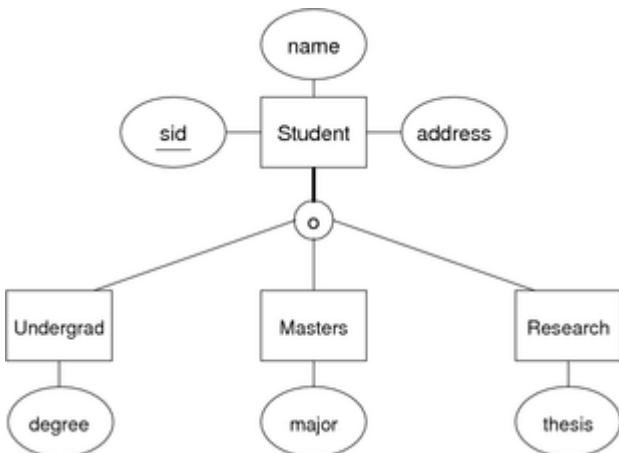 name
sid
Student
address
o
Undergrad
Masters
Research
degree
major
thesis